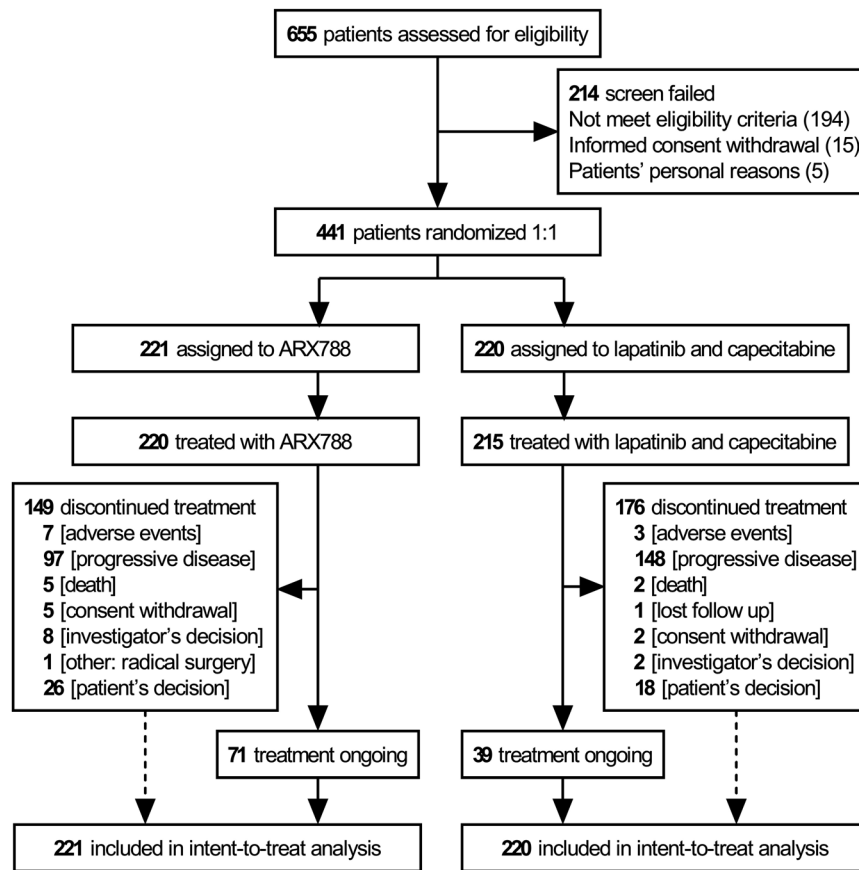 655 patients assessed for eligibility
214 screen failed
Not meet eligibility criteria (194)
Informed consent withdrawal (15)
Patients' personal reasons (5)
441 patients randomized 1:1
221 assigned to ARX788
220 assigned to lapatinib and capecitabine
220 treated with ARX788
215 treated with lapatinib and capecitabine
149 discontinued treatment
7 [adverse events]
97 [progressive disease]
5 [death]
5 [consent withdrawal]
8 [investigator's decision]
1 [other: radical surgery]
26 [patient's decision]
176 discontinued treatment
3 [adverse events]
148 [progressive disease]
2 [death]
1 [lost follow up]
2 [consent withdrawal]
2 [investigator's decision]
18 [patient's decision]
71 treatment ongoing
39 treatment ongoing
221 included in intent-to-treat analysis
220 included in intent-to-treat analysis